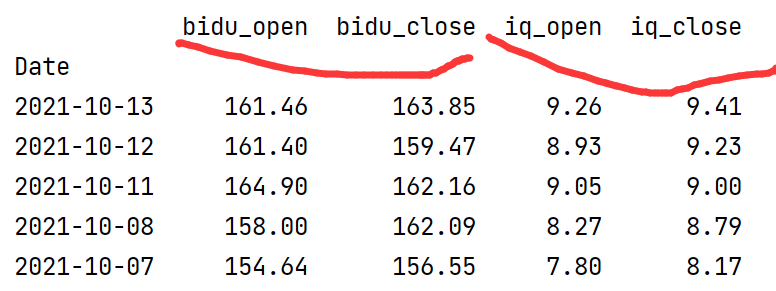 bidu_open bidu_close iq_open iq_close
Date
2021-10-13 161.46 163.85 9.26 9.41
2021-10-12 161.40 159.47 8.93 9.23
2021-10-11 164.90 162.16 9.05 9.00
2021-10-08 158.00 162.09 8.27 8.79
2021-10-07 154.64 156.55 7.80 8.17